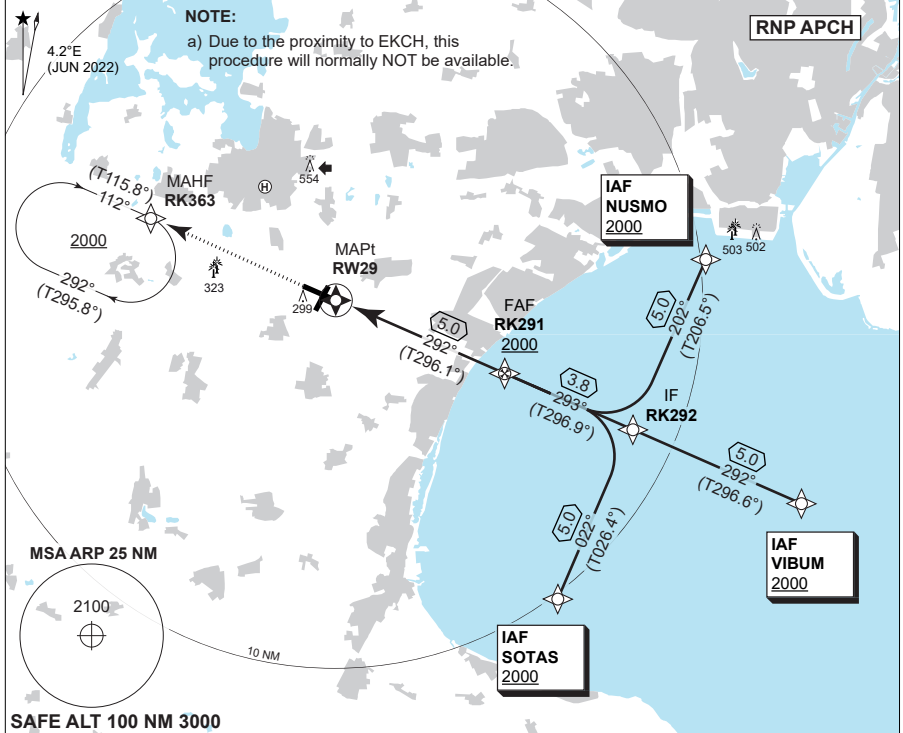 NOTE:
a) Due to the proximity to EKCH, this
procedure will normally NOT be available.
RNP APCH
4.2°E
(JUN 2022)
554
H
(T115.8°)
112°
MAHF
RK363
2000
292°
(T295.8°)
323
MAPt
RW29
299
IAF
NUSMO
2000
503
502
5.0
202°
(T206.5°)
FAF
RK291
2000
5.0
292°
(T296.1°)
3.8
293°
(T296.9°)
IF
RK292
5.0
292°
(T296.6°)
IAF
VIBUM
2000
5.0
022°
(T026.4°)
IAF
SOTAS
2000
10 NM
MSA ARP 25 NM
2100
SAFE ALT 100 NM 3000